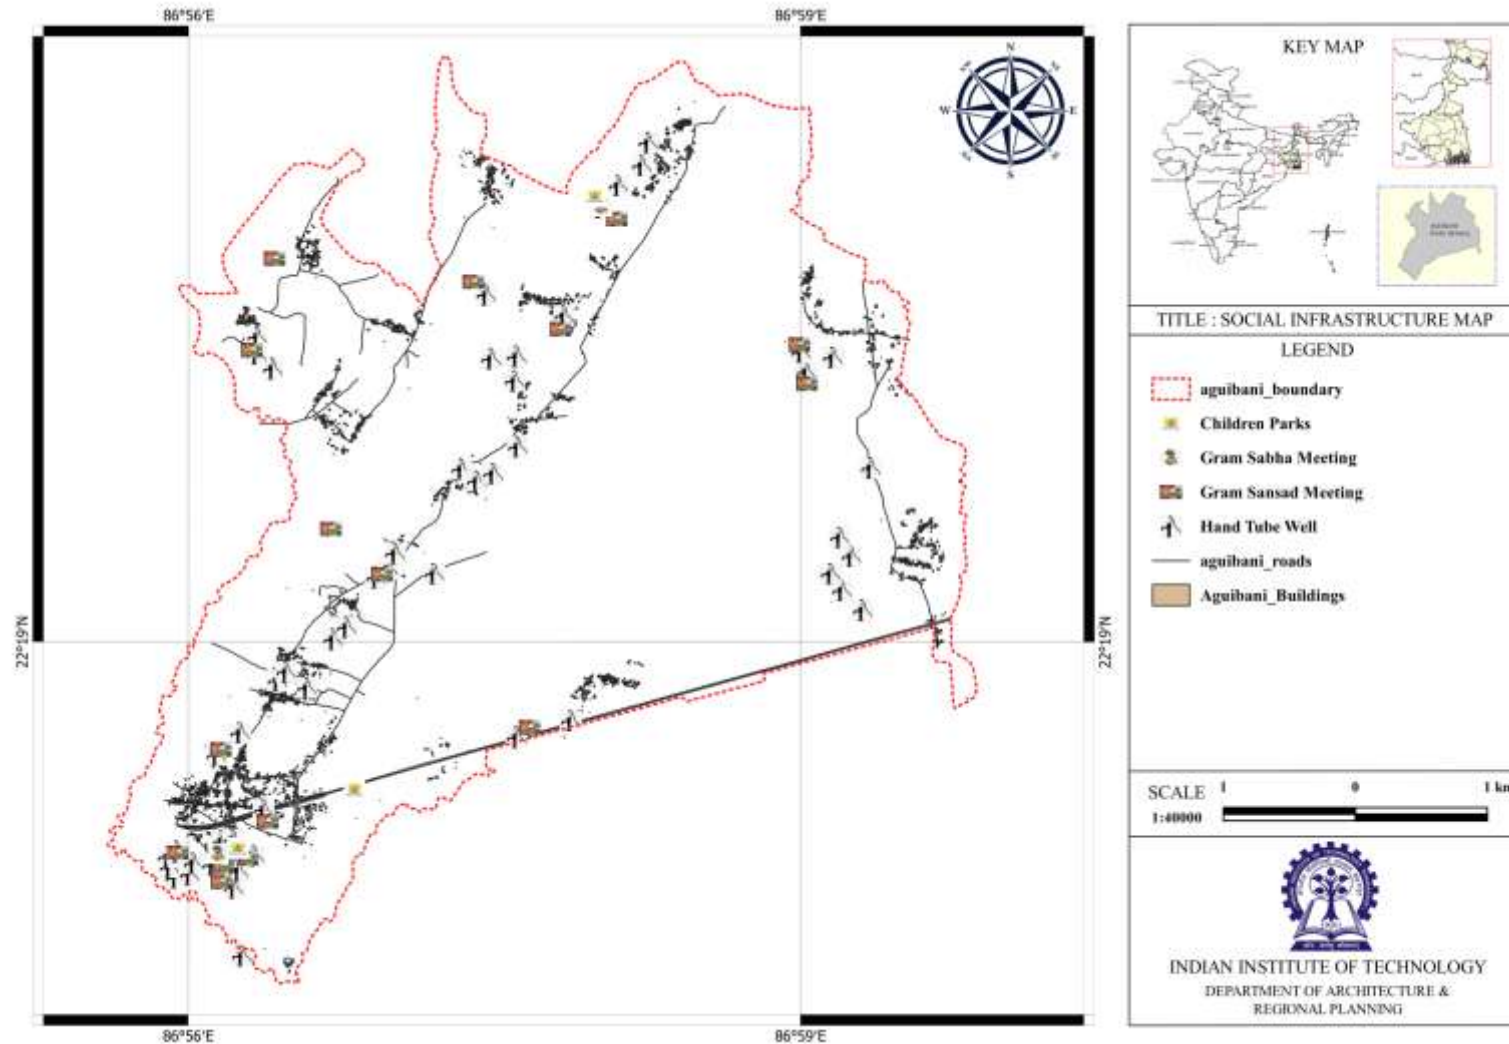 86°56'E
86°59'E
N
W
E
S
22°19'N
22°19'N
86°56'E
86°59'E
KEY MAP
TITLE : SOCIAL INFRASTRUCTURE MAP
LEGEND
aguibani_boundary
Children Parks
Gram Sabha Meeting
Gram Sansad Meeting
Hand Tube Well
aguibani_roads
Aguibani_Buildings
SCALE
1:40000
1 0 1 km
INDIAN INSTITUTE OF TECHNOLOGY
DEPARTMENT OF ARCHITECTURE &
REGIONAL PLANNING